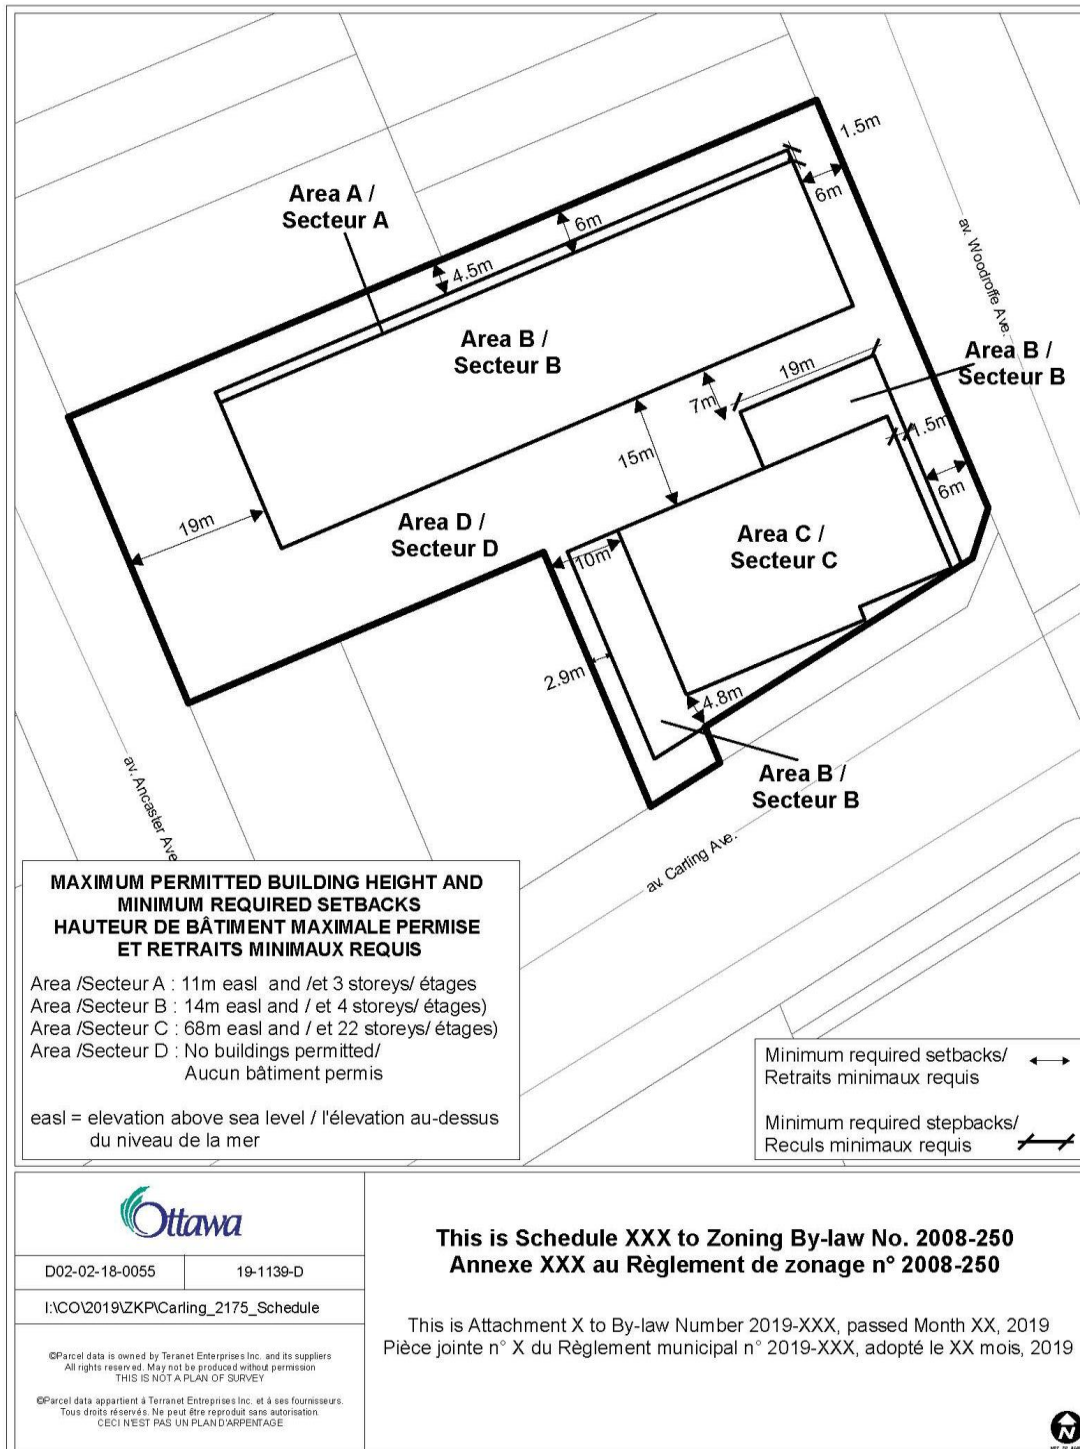 1.5m
Area A /
Secteur A
6m
6m
4.5m
av. Woodroffe Ave.
Area B /
Secteur B
Area B /
Secteur B
19m
7m
1.5m
15m
6m
19m
Area D /
Secteur D
Area C /
Secteur C
10m
2.9m
4.8m
Area B /
Secteur B
av. Ancaster Ave.
av. Carling Ave.
MAXIMUM PERMITTED BUILDING HEIGHT AND
MINIMUM REQUIRED SETBACKS
HAUTEUR DE BÂTIMENT MAXIMALE PERMISE
ET RETRAITS MINIMAUX REQUIS
Area /Secteur A : 11m easl and /et 3 storeys/ étages
Area /Secteur B : 14m easl and / et 4 storeys/ étages)
Area /Secteur C : 68m easl and / et 22 storeys/ étages)
Area /Secteur D : No buildings permitted/
Aucun bâtiment permis
easl = elevation above sea level / l'élevation au-dessus
du niveau de la mer
Minimum required setbacks/
Retraits minimaux requis
Minimum required stepbacks/
Reculs minimaux requis
Ottawa
D02-02-18-0055 19-1139-D
I:\CO\2019\ZKP\Carling_2175_Schedule
©Parcel data is owned by Teranet Enterprises Inc. and its suppliers
All rights reserved. May not be produced without permission
THIS IS NOT A PLAN OF SURVEY
©Parcel data appartient à Terranet Entreprises Inc. et à ses fournisseurs.
Tous droits réservés. Ne peut être reproduit sans autorisation.
CECI N'EST PAS UN PLAN D'ARPENTAGE
This is Schedule XXX to Zoning By-law No. 2008-250
Annexe XXX au Règlement de zonage n° 2008-250
This is Attachment X to By-law Number 2019-XXX, passed Month XX, 2019
Pièce jointe n° X du Règlement municipal n° 2019-XXX, adopté le XX mois, 2019
N